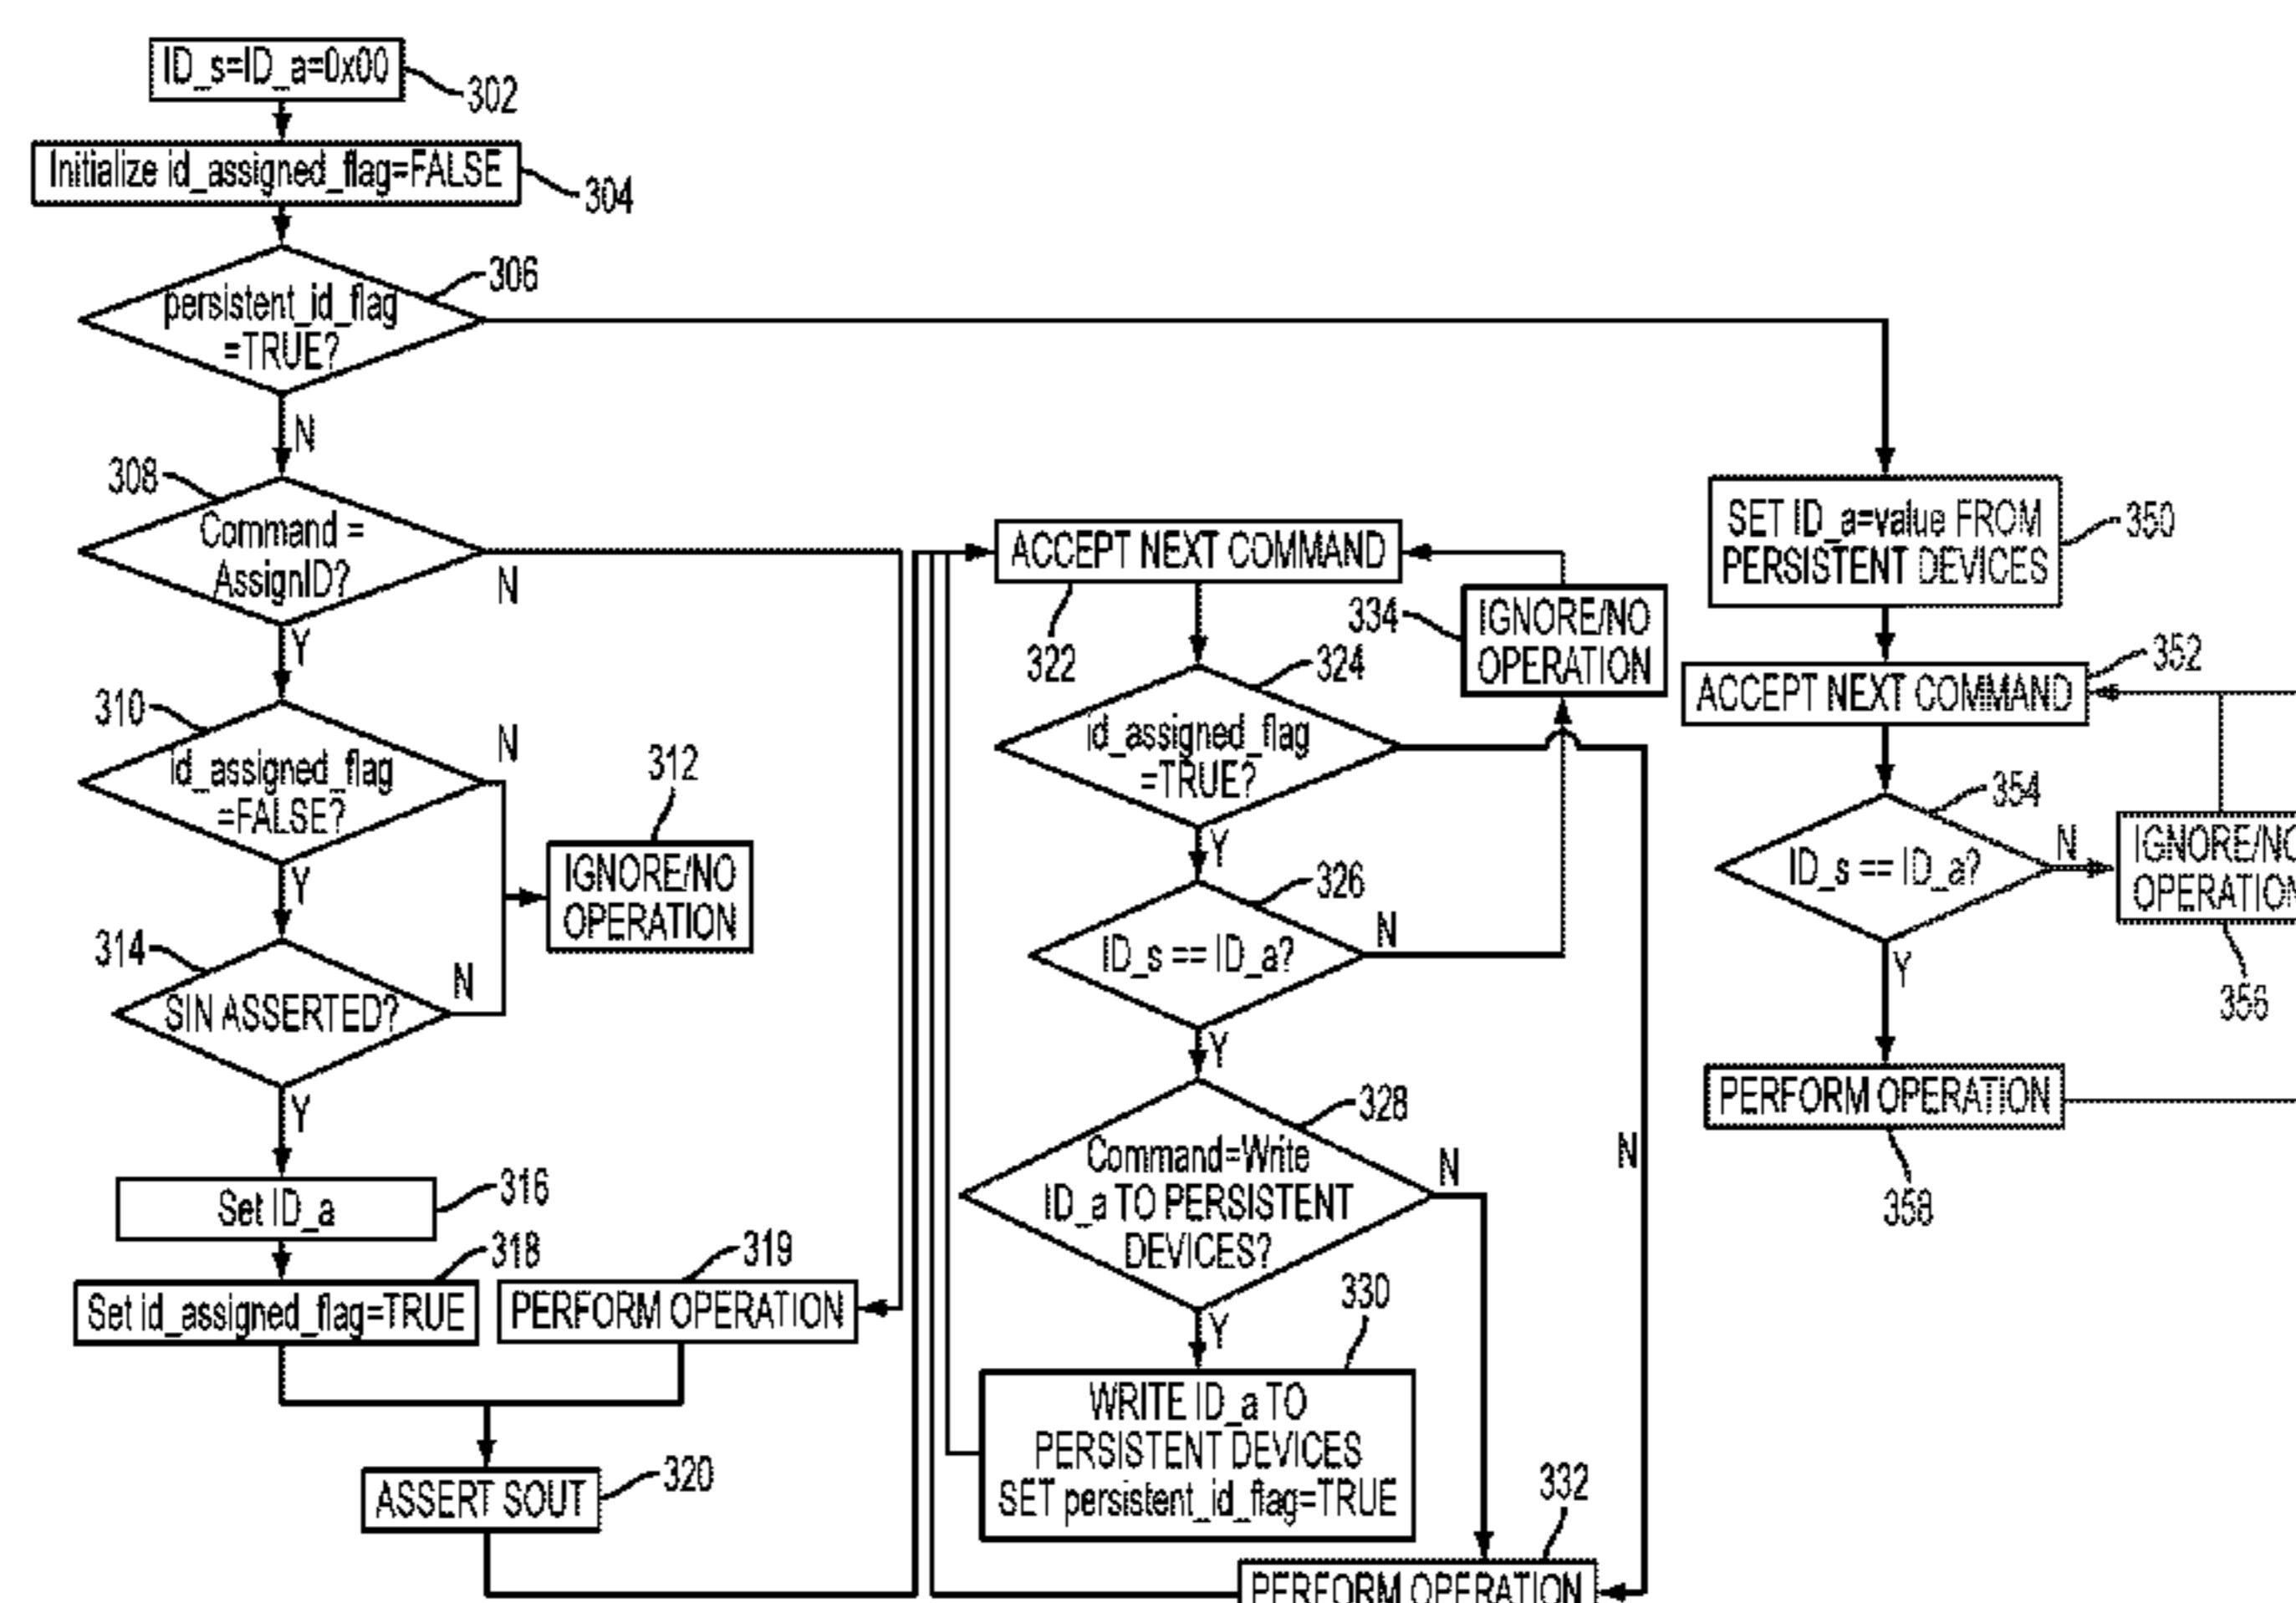 ID_s=ID_a=0x00
302
Initialize id_assigned_flag=FALSE
304
306
persistent_id_flag
=TRUE?
N
308
Command =
AssignID?
N
Y
310
id_assigned_flag
=FALSE?
N
Y
312
IGNORE/NO
OPERATION
314
SIN ASSERTED?
N
Y
Set ID_a
316
318
Set id_assigned_flag=TRUE
319
PERFORM OPERATION
ASSERT SOUT
320
ACCEPT NEXT COMMAND
322
334
IGNORE/NO
OPERATION
324
id_assigned_flag
=TRUE?
Y
N
326
ID_s == ID_a?
N
Y
328
Command=Write
ID_a TO PERSISTENT
DEVICES?
N
Y
330
WRITE ID_a TO
PERSISTENT DEVICES
SET persistent_id_flag=TRUE
332
PERFORM OPERATION
SET ID_a=value FROM
PERSISTENT DEVICES
350
352
ACCEPT NEXT COMMAND
354
ID_s == ID_a?
N
Y
IGNORE/NO
OPERATION
356
PERFORM OPERATION
358